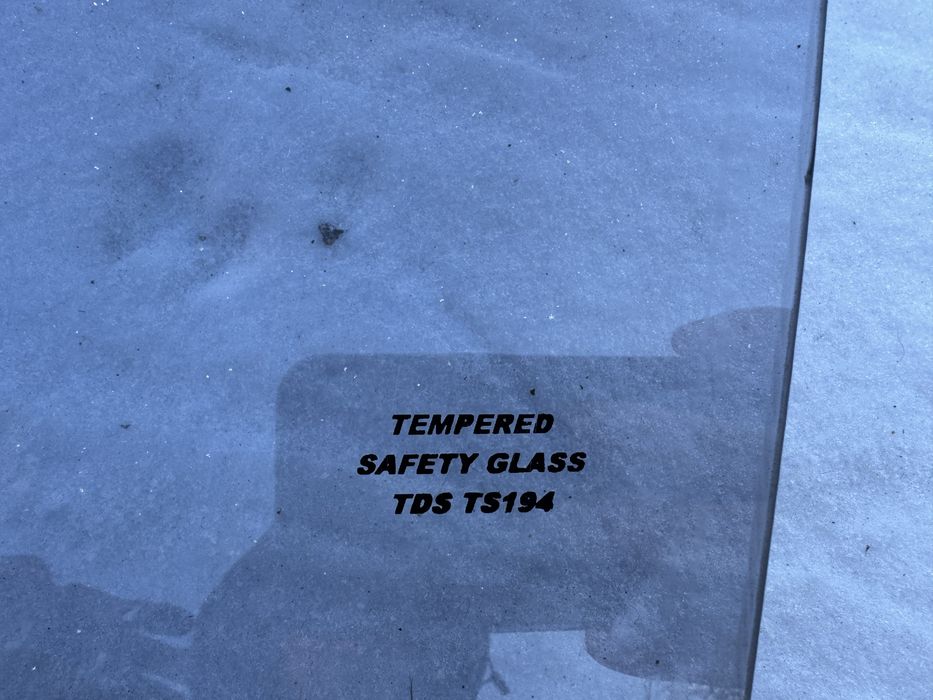 TEMPERED
SAFETY GLASS
TDS TS194